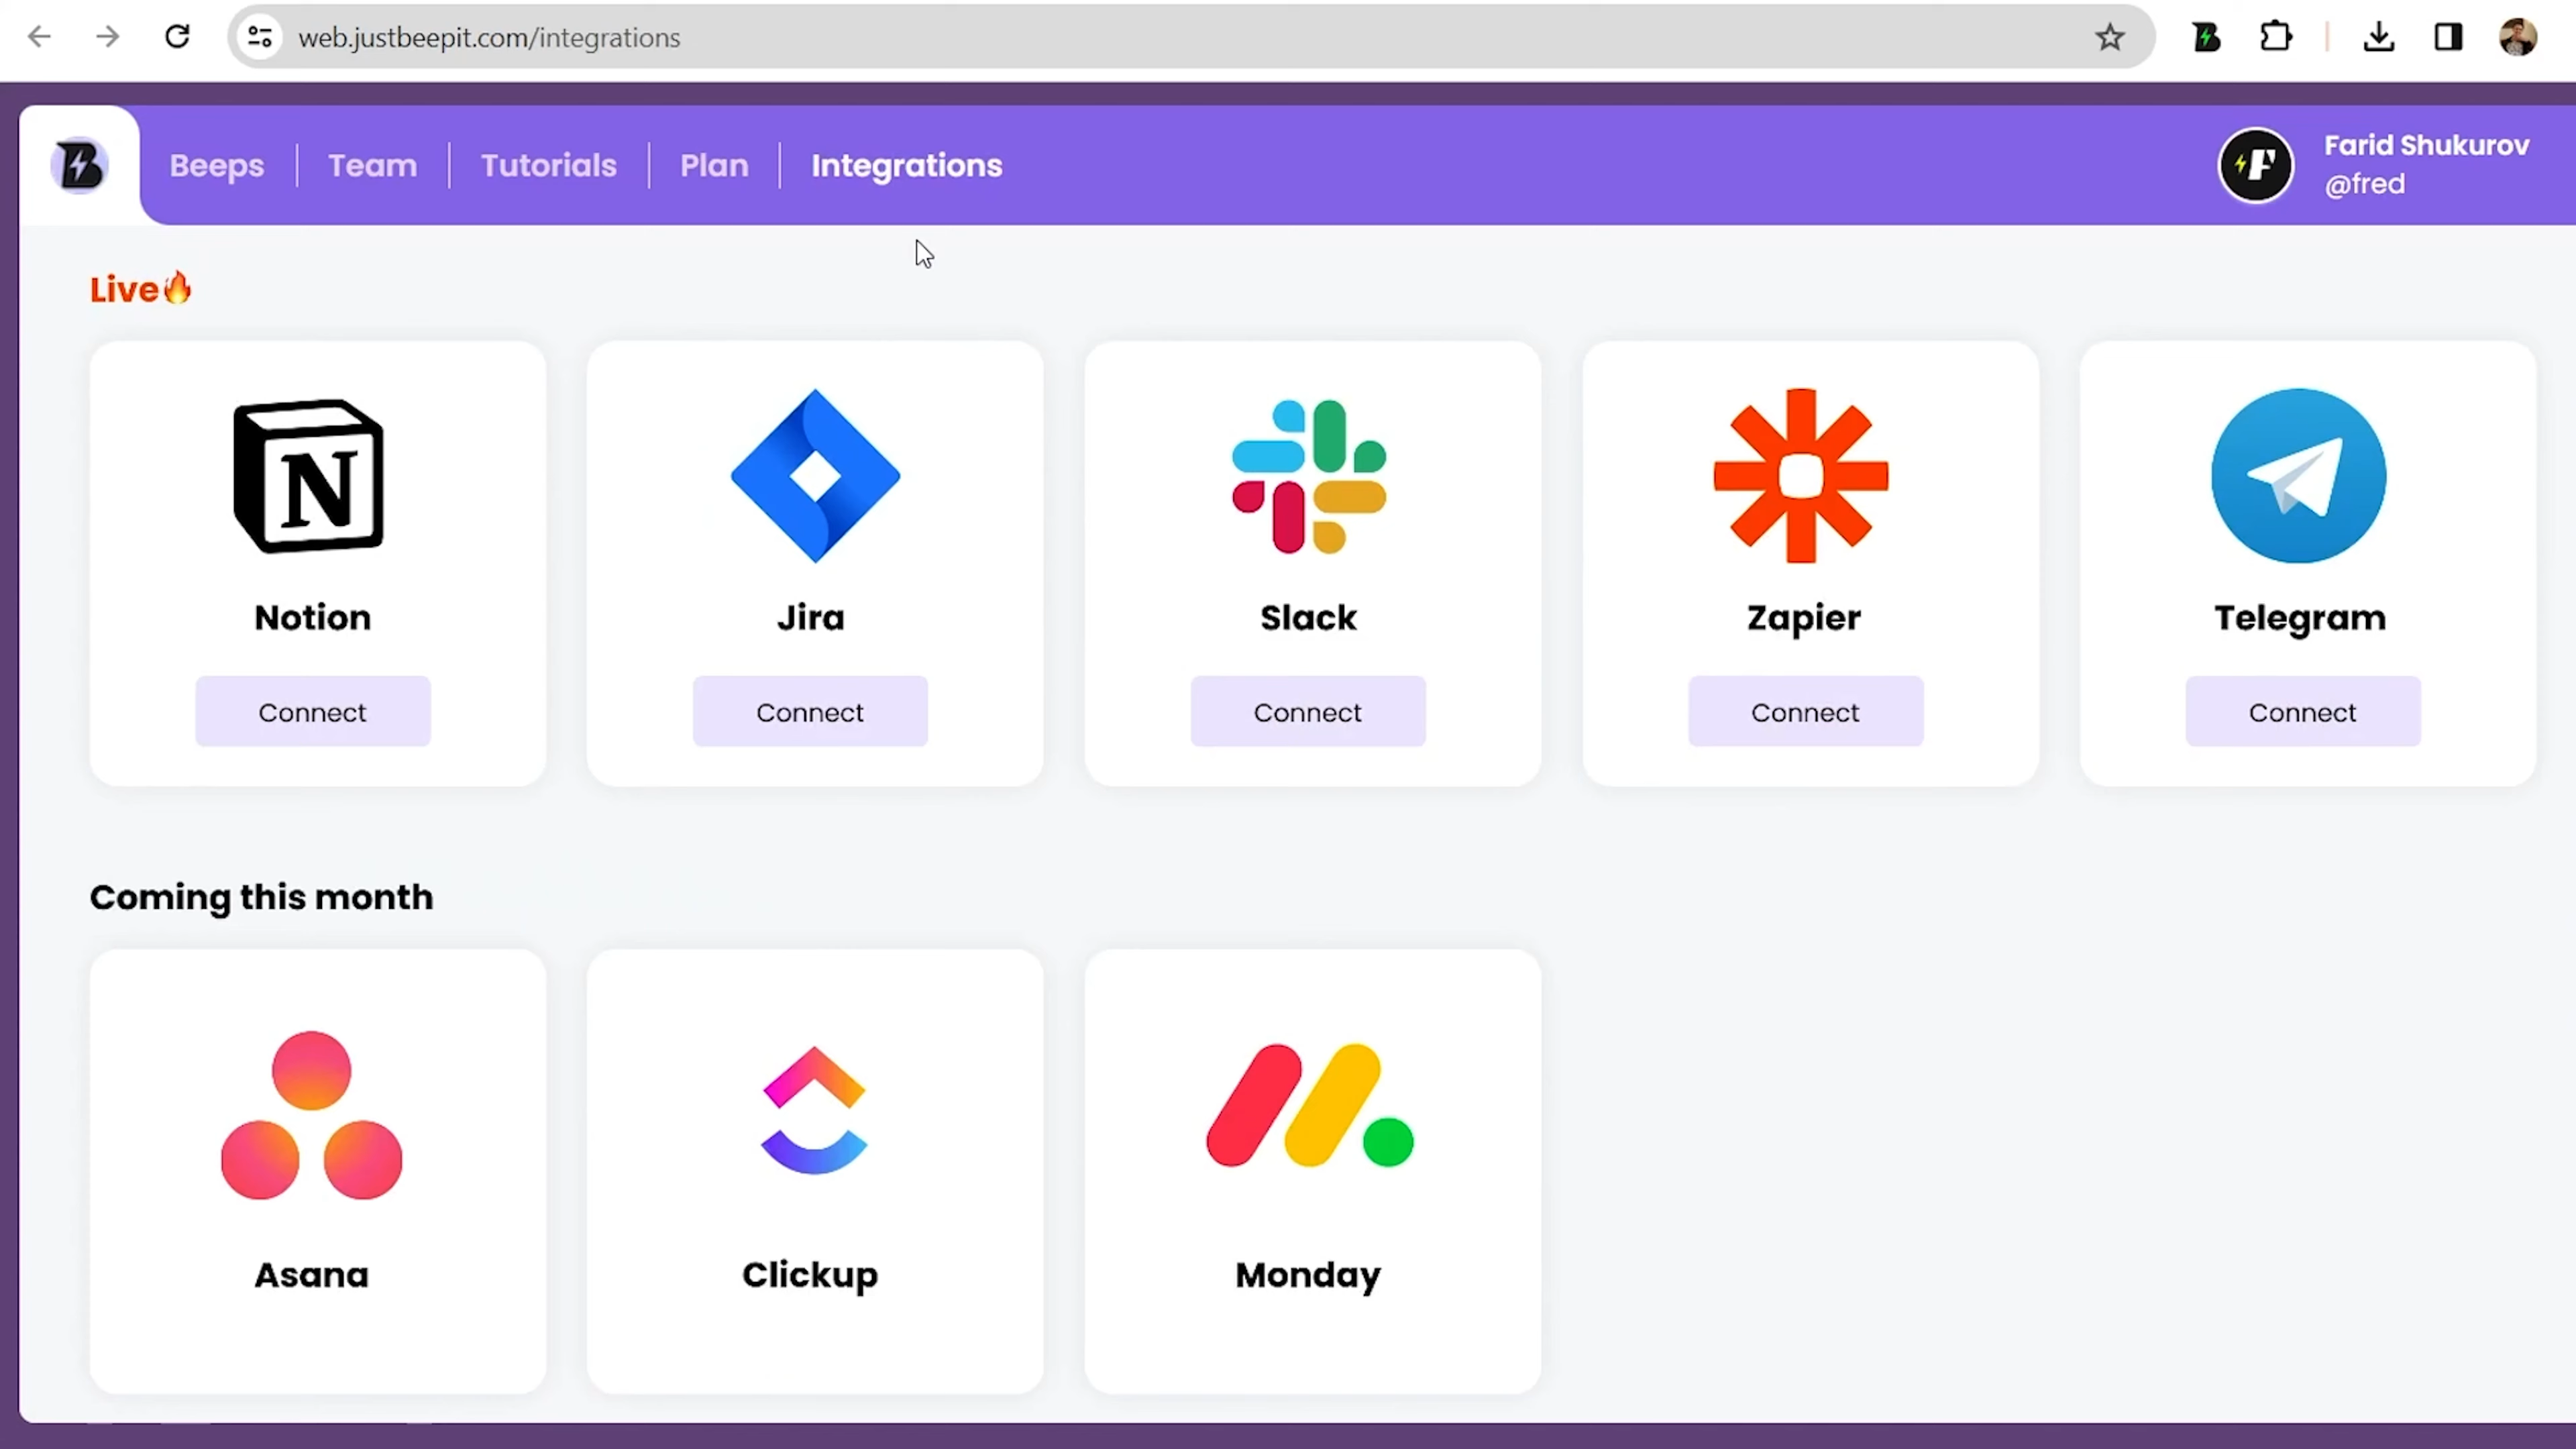 web.justbeepit.com/integrations
B
Beeps
Team
Tutorials
Plan
Integrations
F
Farid Shukurov
@fred
Live🔥
N
Notion
Jira
Slack
Zapier
Telegram
Connect
Connect
Connect
Connect
Connect
Coming this month
Asana
Clickup
Monday